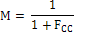 M = 1 / (1 + F_CC)